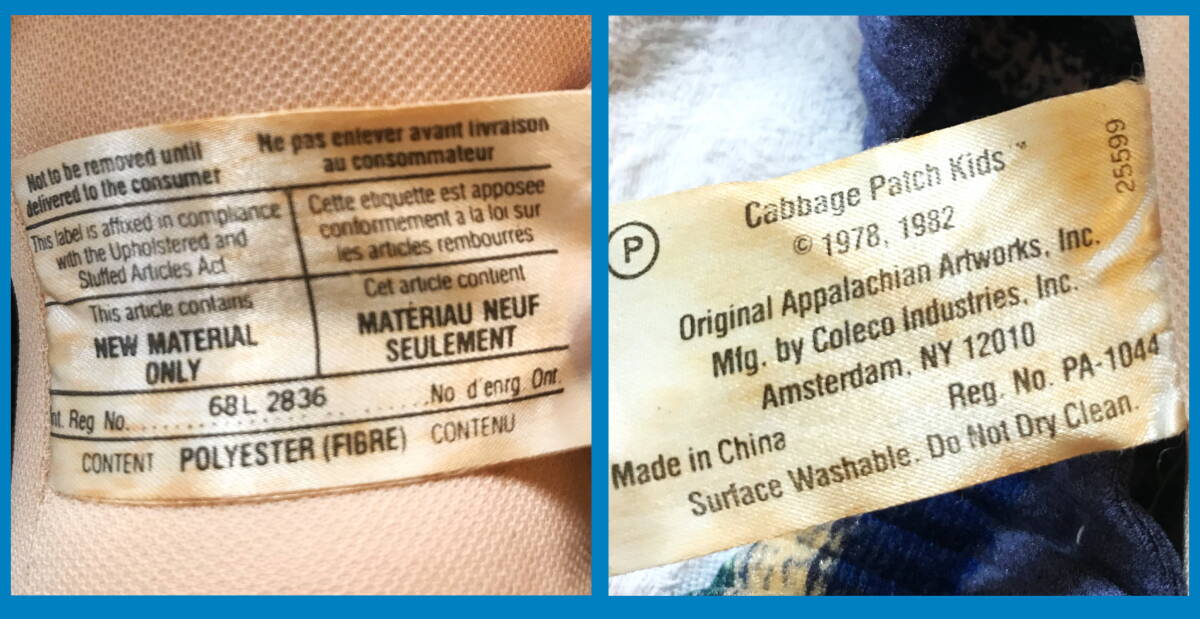 Not to be removed until
delivered to the consumer
Ne pas enlever avant livraison
au consommateur
This label is affixed in compliance
with the Upholstered and
Stuffed Articles Act
Cette etiquette est apposee
conformement a la loi sur
les articles rembourres
This article contains
NEW MATERIAL
ONLY
Cet article contient
MATÉRIAU NEUF
SEULEMENT
nt. Reg No. 68L 2836 No d'enrg Ont.
CONTENT POLYESTER (FIBRE) CONTENU
25599
P
Cabbage Patch Kids™
© 1978, 1982
Original Appalachian Artworks, Inc.
Mfg. by Coleco Industries, Inc.
Amsterdam, NY 12010
Reg. No. PA-1044
Made in China
Surface Washable. Do Not Dry Clean.